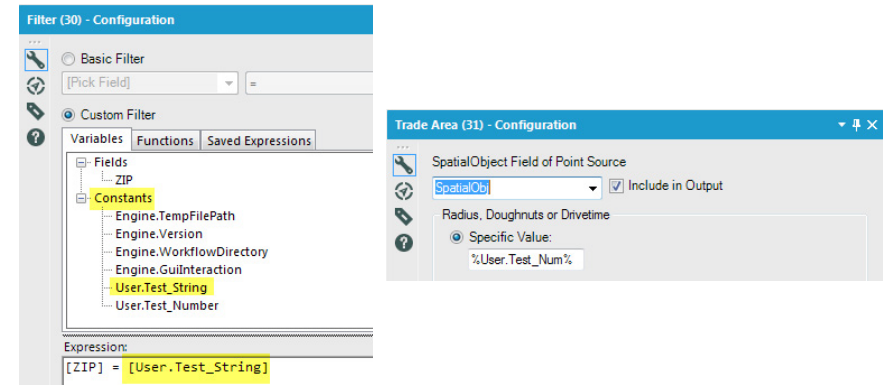 Filter (30) - Configuration
Basic Filter
[Pick Field]
=
Custom Filter
Variables
Functions
Saved Expressions
Fields
ZIP
Constants
Engine.TempFilePath
Engine.Version
Engine.WorkflowDirectory
Engine.GuiInteraction
User.Test_String
User.Test_Number
Expression:
[ZIP] = [User.Test_String]
Trade Area (31) - Configuration
SpatialObject Field of Point Source
SpatialObj
Include in Output
Radius, Doughnuts or Drivetime
Specific Value:
%User.Test_Num%